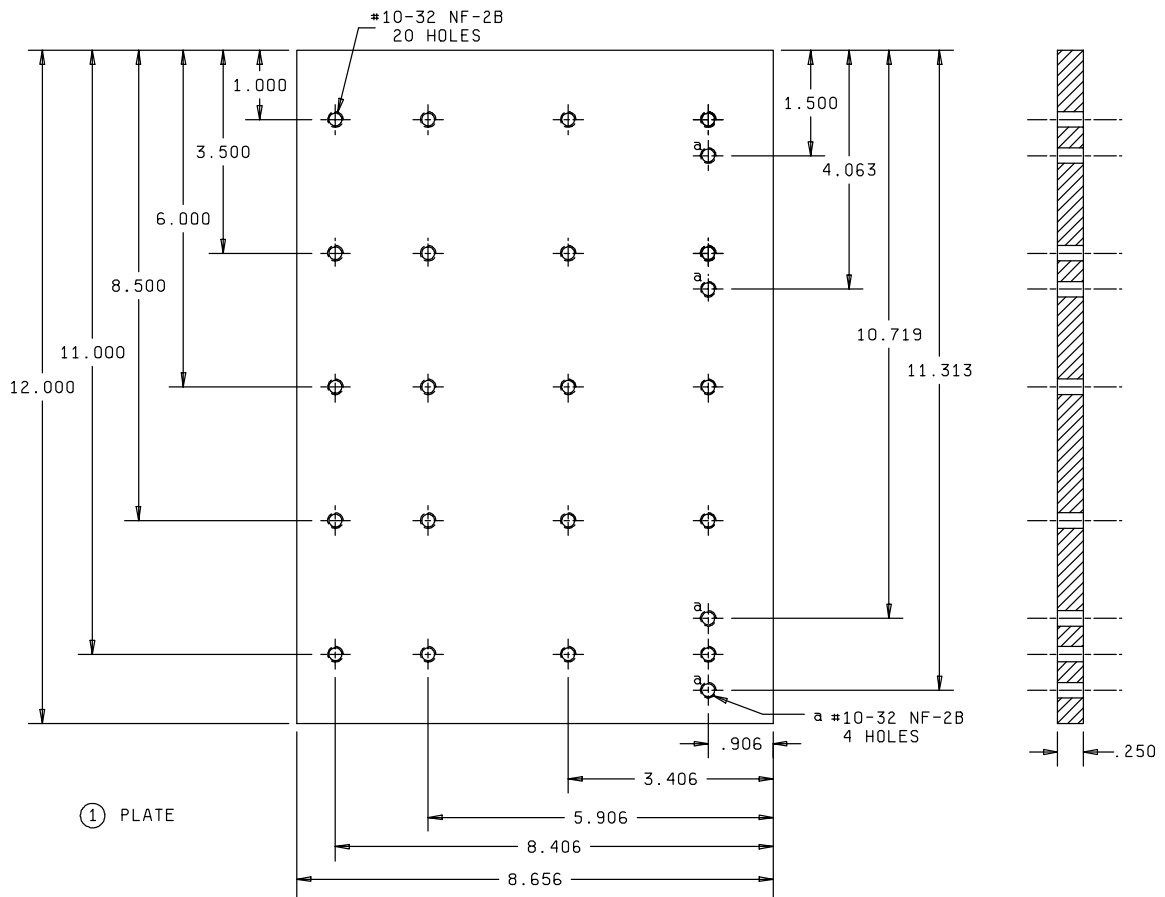 #10-32 NF-2B
20 HOLES
1.000
3.500
6.000
8.500
11.000
12.000
1.500
4.063
10.719
11.313
a
a
a
a
a #10-32 NF-2B
4 HOLES
.906
.250
3.406
5.906
8.406
8.656
1 PLATE